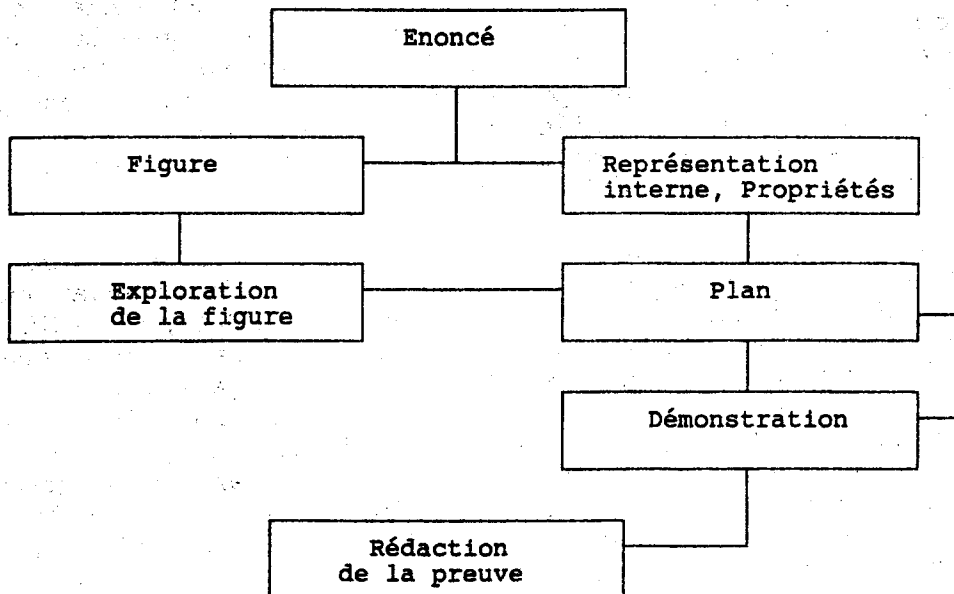 Enoncé
Figure
Représentation
interne, Propriétés
Exploration
de la figure
Plan
Démonstration
Rédaction
de la preuve